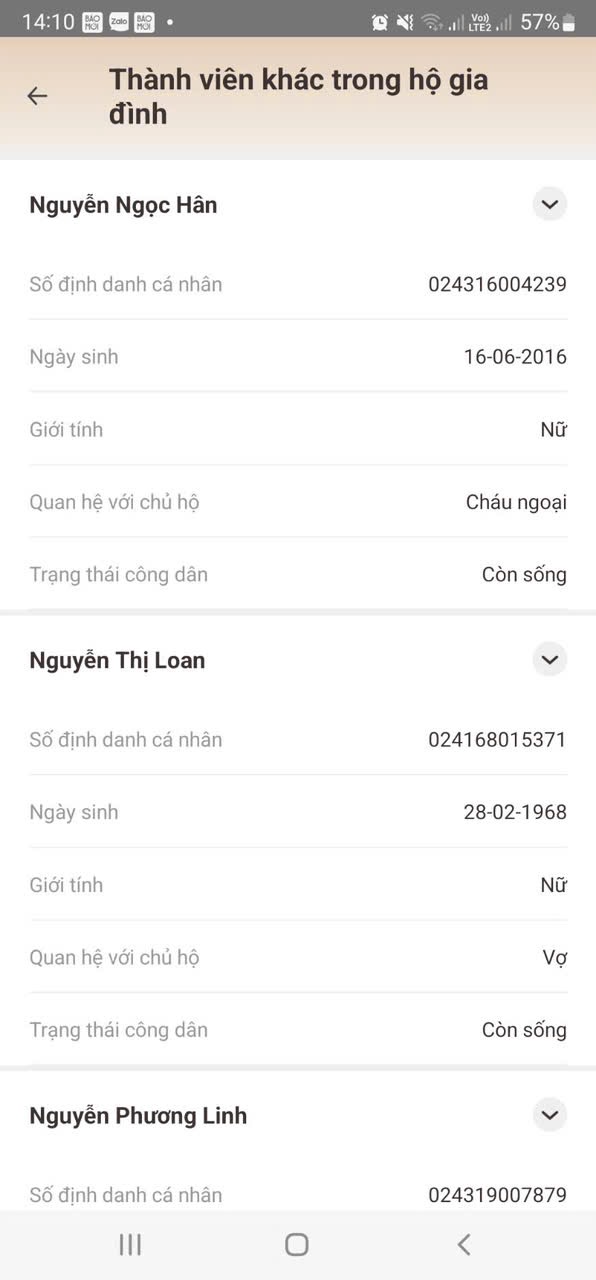 14:10 BÁO MỚI Zalo BÁO MỚI Vo) LTE2 57%
Thành viên khác trong hộ gia
đình
Nguyễn Ngọc Hân
Số định danh cá nhân 024316004239
Ngày sinh 16-06-2016
Giới tính Nữ
Quan hệ với chủ hộ Cháu ngoại
Trạng thái công dân Còn sống
Nguyễn Thị Loan
Số định danh cá nhân 024168015371
Ngày sinh 28-02-1968
Giới tính Nữ
Quan hệ với chủ hộ Vợ
Trạng thái công dân Còn sống
Nguyễn Phương Linh
Số định danh cá nhân 024319007879